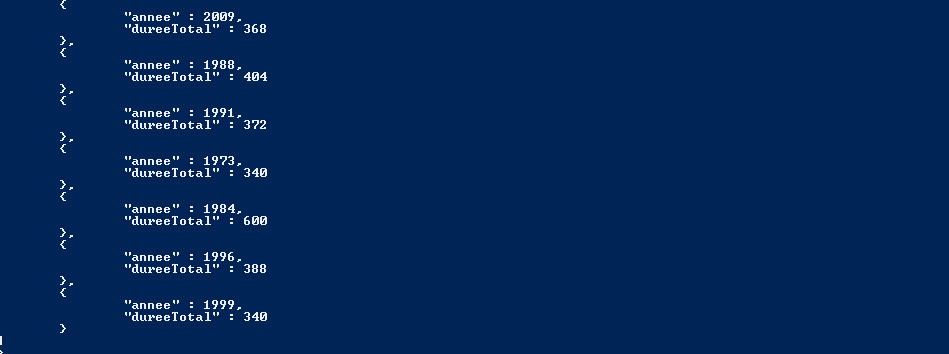 {
"annee" : 2009,
"dureeTotal" : 368
},
{
"annee" : 1988,
"dureeTotal" : 404
},
{
"annee" : 1991,
"dureeTotal" : 372
},
{
"annee" : 1973,
"dureeTotal" : 340
},
{
"annee" : 1984,
"dureeTotal" : 600
},
{
"annee" : 1996,
"dureeTotal" : 388
},
{
"annee" : 1999,
"dureeTotal" : 340
}